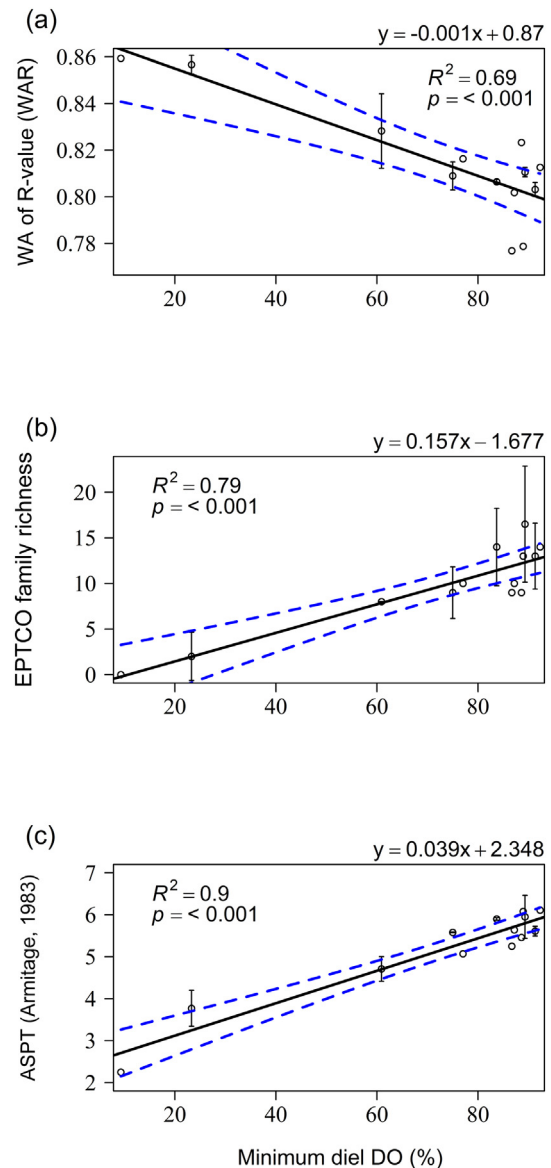 (a)
y = -0.001x + 0.87
R² = 0.69
p = < 0.001
WA of R-value (WAR)
0.86
0.84
0.82
0.80
0.78
20 40 60 80
(b)
y = 0.157x − 1.677
R² = 0.79
p = < 0.001
EPTCO family richness
20
15
10
5
0
20 40 60 80
(c)
y = 0.039x + 2.348
R² = 0.9
p = < 0.001
ASPT (Armitage, 1983)
7
6
5
4
3
2
20 40 60 80
Minimum diel DO (%)